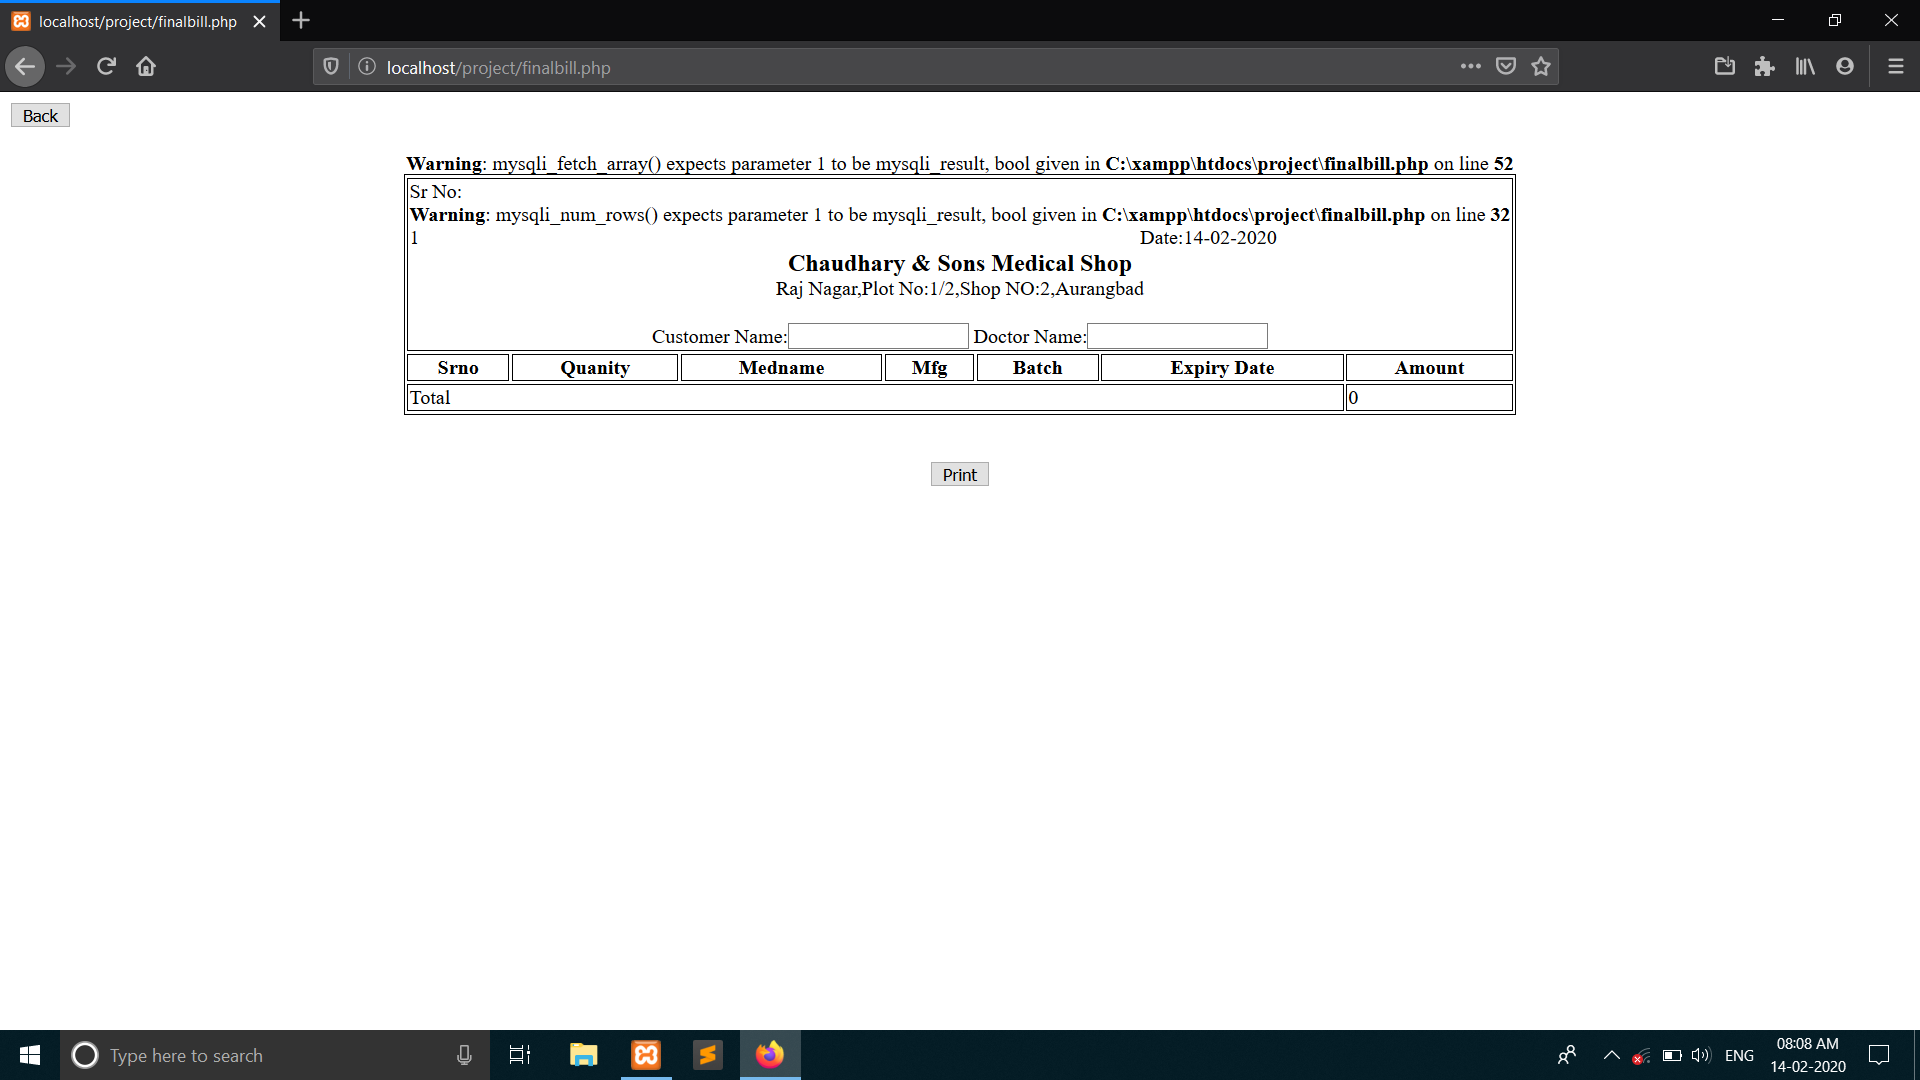 localhost/project/finalbill.php
localhost/project/finalbill.php
Back
Warning: mysqli_fetch_array() expects parameter 1 to be mysqli_result, bool given in C:\xampp\htdocs\project\finalbill.php on line 52
Sr No:
Warning: mysqli_num_rows() expects parameter 1 to be mysqli_result, bool given in C:\xampp\htdocs\project\finalbill.php on line 32
1 Date:14-02-2020
Chaudhary & Sons Medical Shop
Raj Nagar,Plot No:1/2,Shop NO:2,Aurangbad
Customer Name: Doctor Name:
Srno Quanity Medname Mfg Batch Expiry Date Amount
Total 0
Print
Type here to search
ENG
08:08 AM
14-02-2020